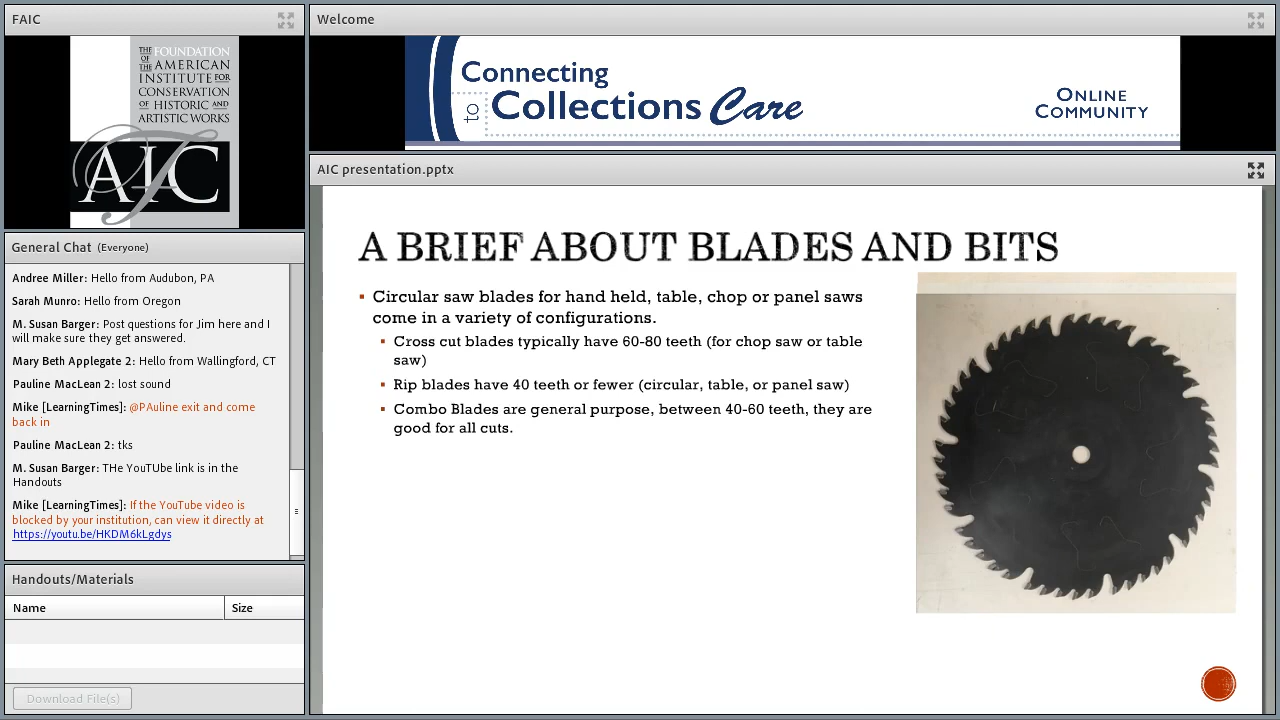 FAIC
THE FOUNDATION
OF THE AMERICAN
INSTITUTE FOR
CONSERVATION
OF HISTORIC AND
ARTISTIC WORKS
AIC
General Chat (Everyone)
Andree Miller: Hello from Audubon, PA
Sarah Munro: Hello from Oregon
M. Susan Barger: Post questions for Jim here and I
will make sure they get answered.
Mary Beth Applegate 2: Hello from Wallingford, CT
Pauline MacLean 2: lost sound
Mike [LearningTimes]: @PAuline exit and come
back in
Pauline MacLean 2: tks
M. Susan Barger: THe YouTUbe link is in the
Handouts
Mike [LearningTimes]: If the YouTube video is
blocked by your institution, can view it directly at
https://youtu.be/HKDM6kLgdys
Handouts/Materials
Name Size
Download File(s)
Welcome
Connecting
to Collections Care
ONLINE
COMMUNITY
AIC presentation.pptx
A BRIEF ABOUT BLADES AND BITS
▪ Circular saw blades for hand held, table, chop or panel saws
come in a variety of configurations.
▪ Cross cut blades typically have 60-80 teeth (for chop saw or table
saw)
▪ Rip blades have 40 teeth or fewer (circular, table, or panel saw)
▪ Combo Blades are general purpose, between 40-60 teeth, they are
good for all cuts.